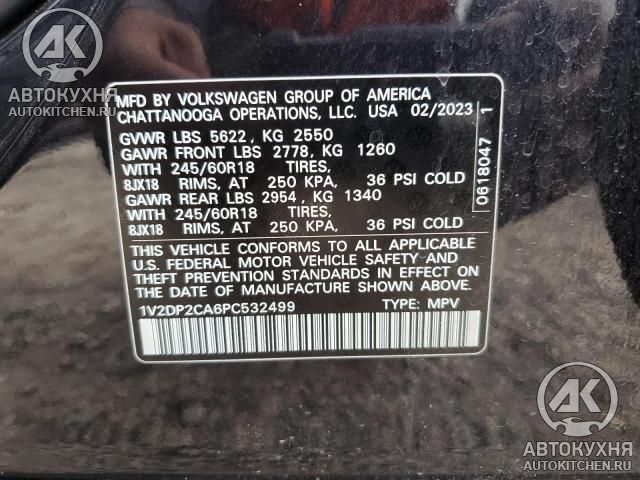 AK
АВТОКУХНЯ
AUTOKITCHEN.RU
MFD BY VOLKSWAGEN GROUP OF AMERICA
CHATTANOOGA OPERATIONS, LLC. USA 02/2023
GVWR LBS 5622, KG 2550
GAWR FRONT LBS 2778, KG 1260
WITH 245/60R18 TIRES,
8JX18 RIMS, AT 250 KPA, 36 PSI COLD
GAWR REAR LBS 2954, KG 1340
WITH 245/60R18 TIRES,
8JX18 RIMS, AT 250 KPA, 36 PSI COLD
THIS VEHICLE CONFORMS TO ALL APPLICABLE
U.S. FEDERAL MOTOR VEHICLE SAFETY AND
THEFT PREVENTION STANDARDS IN EFFECT ON
THE DATE OF MANUFACTURE SHOWN ABOVE.
1V2DP2CA6PC532499 TYPE: MPV
0618047 1
AK
АВТОКУХНЯ
AUTOKITCHEN.RU